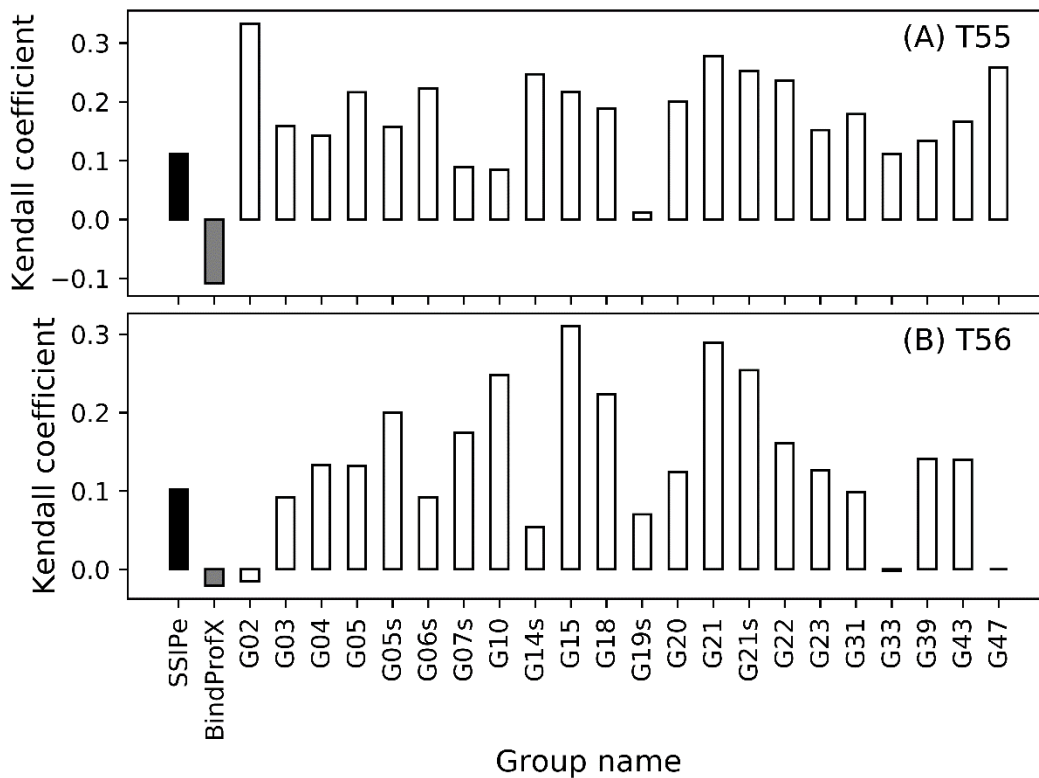 (A) T55
Kendall coefficient
0.3
0.2
0.1
0.0
−0.1
(B) T56
Kendall coefficient
0.3
0.2
0.1
0.0
SSIPe
BindProfX
G02
G03
G04
G05
G05s
G06s
G07s
G10
G14s
G15
G18
G19s
G20
G21
G21s
G22
G23
G31
G33
G39
G43
G47
Group name